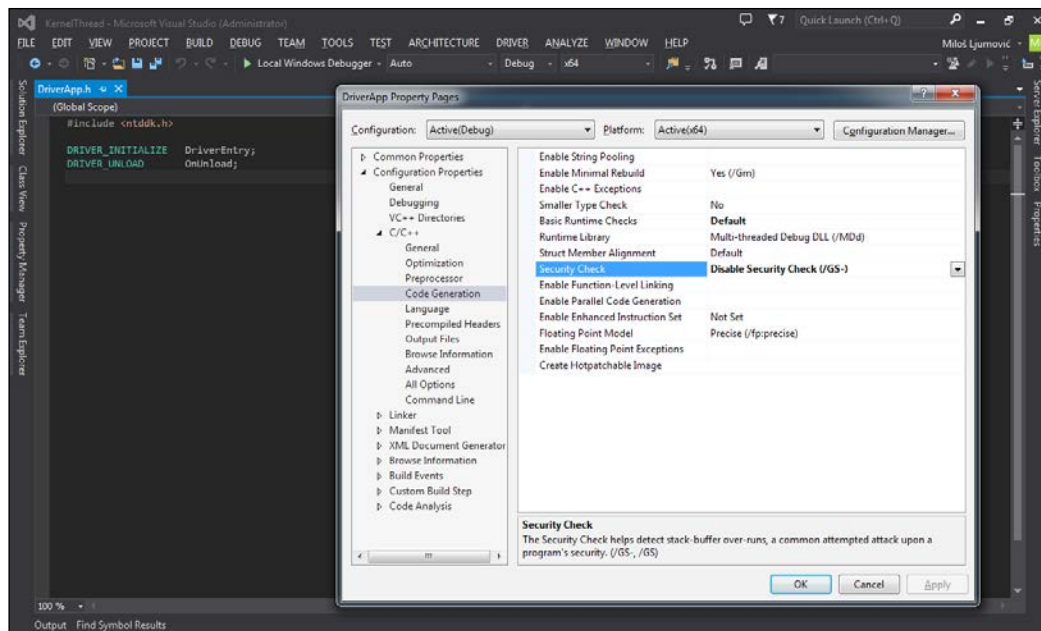 KernelThread - Microsoft Visual Studio (Administrator)
7
Quick Launch (Ctrl+Q)
FILE EDIT VIEW PROJECT BUILD DEBUG TEAM TOOLS TEST ARCHITECTURE DRIVER ANALYZE WINDOW HELP
Miloš Ljumović
M
Local Windows Debugger
Auto
Debug
x64
Solution Explorer
Class View
Property Manager
Team Explorer
DriverApp.h
(Global Scope)
#include <ntddk.h>
DRIVER_INITIALIZE DriverEntry;
DRIVER_UNLOAD OnUnload;
DriverApp Property Pages
Configuration: Active(Debug)
Platform: Active(x64)
Configuration Manager...
Common Properties
Configuration Properties
General
Debugging
VC++ Directories
C/C++
General
Optimization
Preprocessor
Code Generation
Language
Precompiled Headers
Output Files
Browse Information
Advanced
All Options
Command Line
Linker
Manifest Tool
XML Document Generator
Browse Information
Build Events
Custom Build Step
Code Analysis
Enable String Pooling
Enable Minimal Rebuild Yes (/Gm)
Enable C++ Exceptions
Smaller Type Check No
Basic Runtime Checks Default
Runtime Library Multi-threaded Debug DLL (/MDd)
Struct Member Alignment Default
Security Check Disable Security Check (/GS-)
Enable Function-Level Linking
Enable Parallel Code Generation
Enable Enhanced Instruction Set Not Set
Floating Point Model Precise (/fp:precise)
Enable Floating Point Exceptions
Create Hotpatchable Image
Security Check
The Security Check helps detect stack-buffer over-runs, a common attempted attack upon a
program's security. (/GS-, /GS)
OK
Cancel
Apply
Server Explorer
Toolbox
Properties
100 %
Output Find Symbol Results